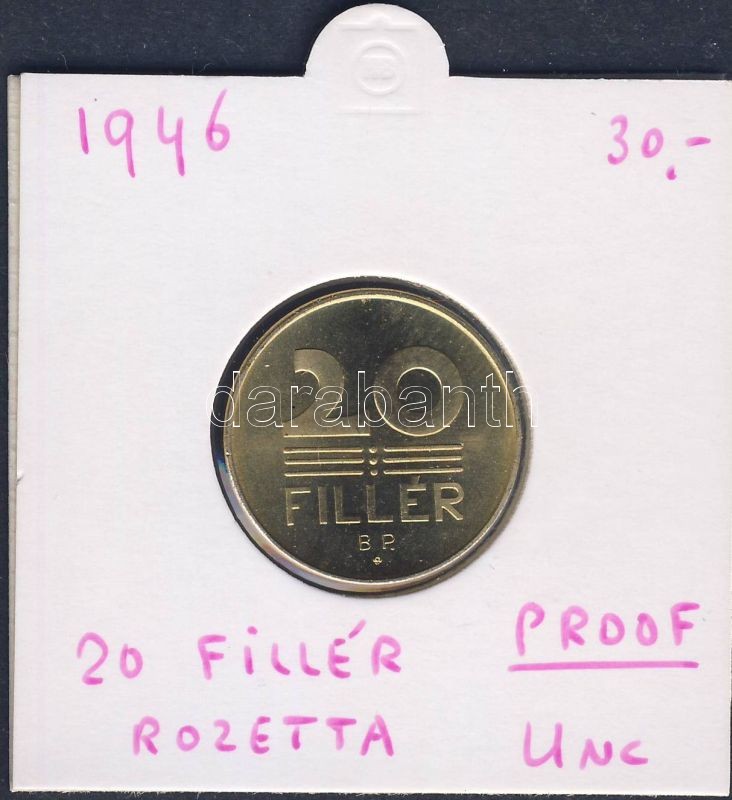 1946 30.-
20
FILLÉR
B P.
darabanth
20 FiLLÉR PROOF
ROZETTA UNC